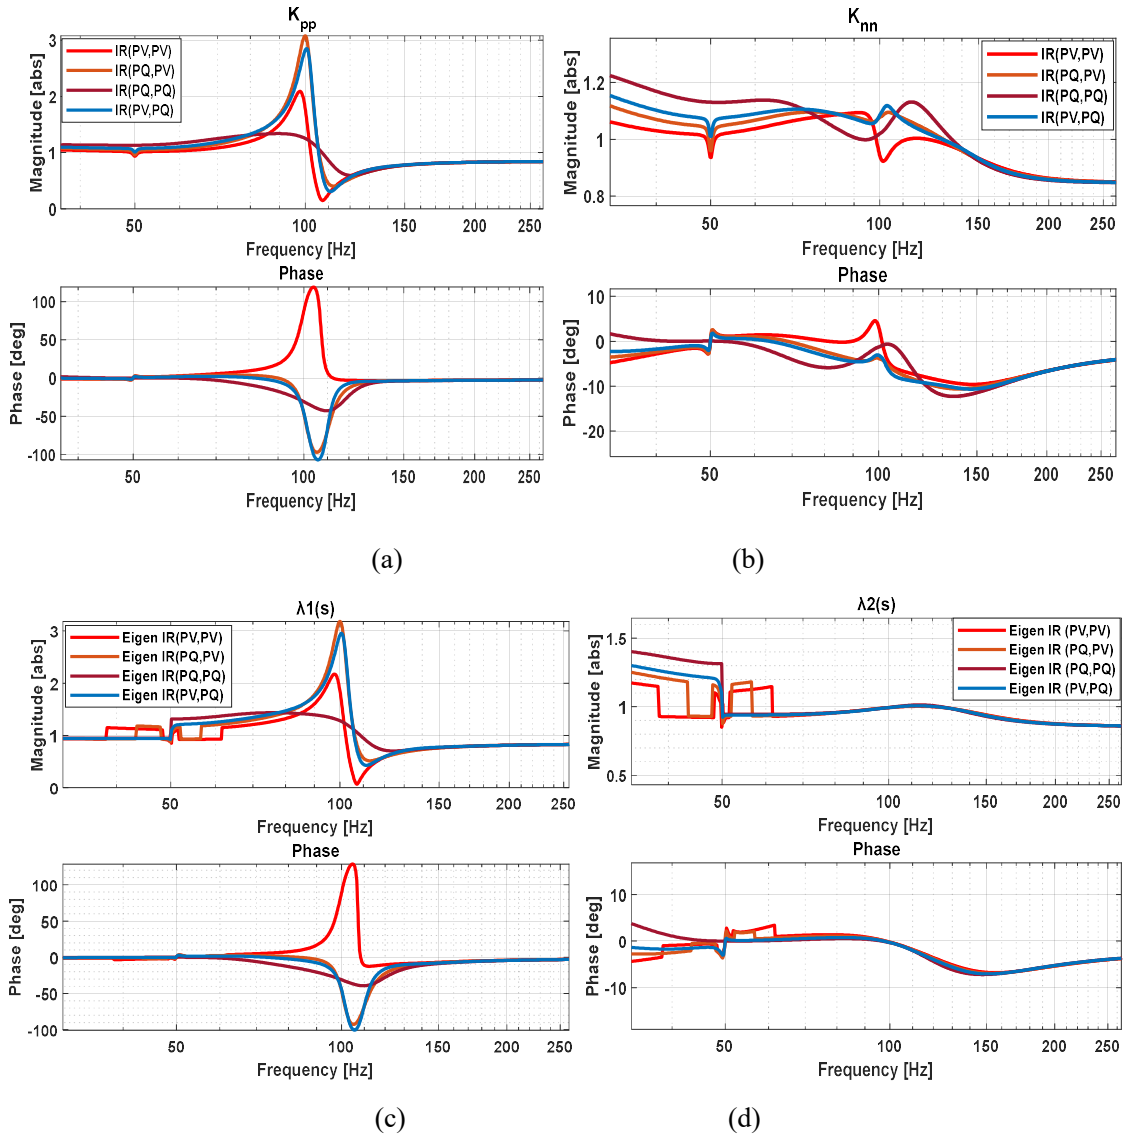 K_pp
Magnitude [abs]
3
2
1
0
IR(PV,PV)
IR(PQ,PV)
IR(PQ,PQ)
IR(PV,PQ)
50 100 150 200 250
Frequency [Hz]
Phase
Phase [deg]
100
50
0
-50
-100
50 100 150 200 250
Frequency [Hz]
(a)
K_nn
Magnitude [abs]
1.2
1
0.8
IR(PV,PV)
IR(PQ,PV)
IR(PQ,PQ)
IR(PV,PQ)
50 100 150 200 250
Frequency [Hz]
Phase
Phase [deg]
10
0
-10
-20
50 100 150 200 250
Frequency [Hz]
(b)
λ1(s)
Magnitude [abs]
3
2
1
0
Eigen IR(PV,PV)
Eigen IR(PQ,PV)
Eigen IR(PQ,PQ)
Eigen IR(PV,PQ)
50 100 150 200 250
Frequency [Hz]
Phase
Phase [deg]
100
50
0
-50
-100
50 100 150 200 250
Frequency [Hz]
(c)
λ2(s)
Magnitude [abs]
1.5
1
0.5
Eigen IR (PV,PV)
Eigen IR (PQ,PV)
Eigen IR (PQ,PQ)
Eigen IR (PV,PQ)
50 100 150 200 250
Frequency [Hz]
Phase
Phase [deg]
10
0
-10
50 100 150 200 250
Frequency [Hz]
(d)